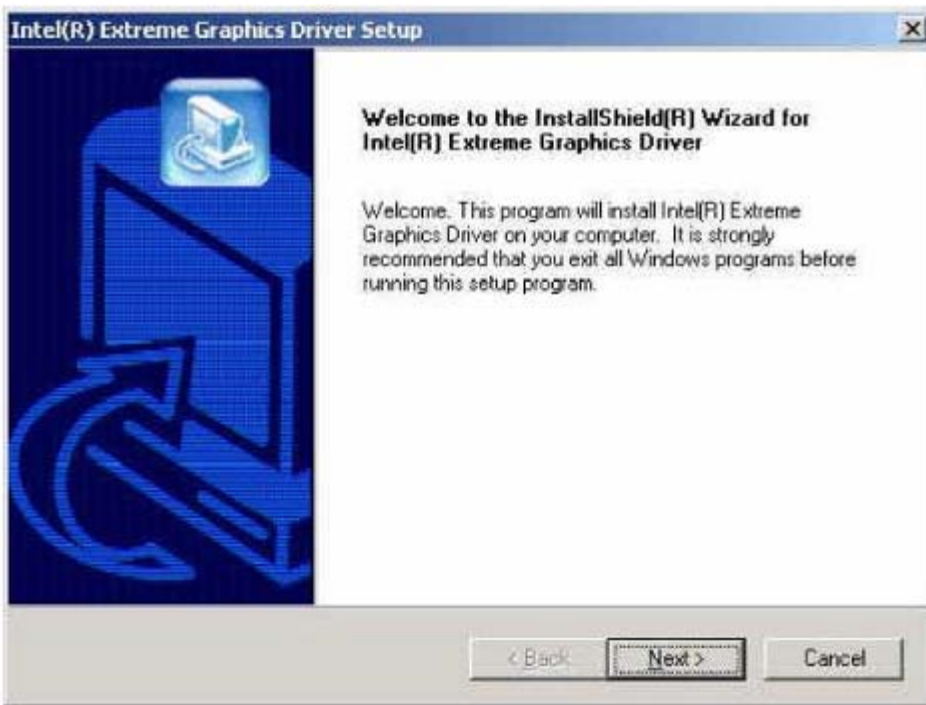 Intel(R) Extreme Graphics Driver Setup
Welcome to the InstallShield(R) Wizard for
Intel(R) Extreme Graphics Driver
Welcome. This program will install Intel(R) Extreme
Graphics Driver on your computer. It is strongly
recommended that you exit all Windows programs before
running this setup program.
< Back
Next >
Cancel